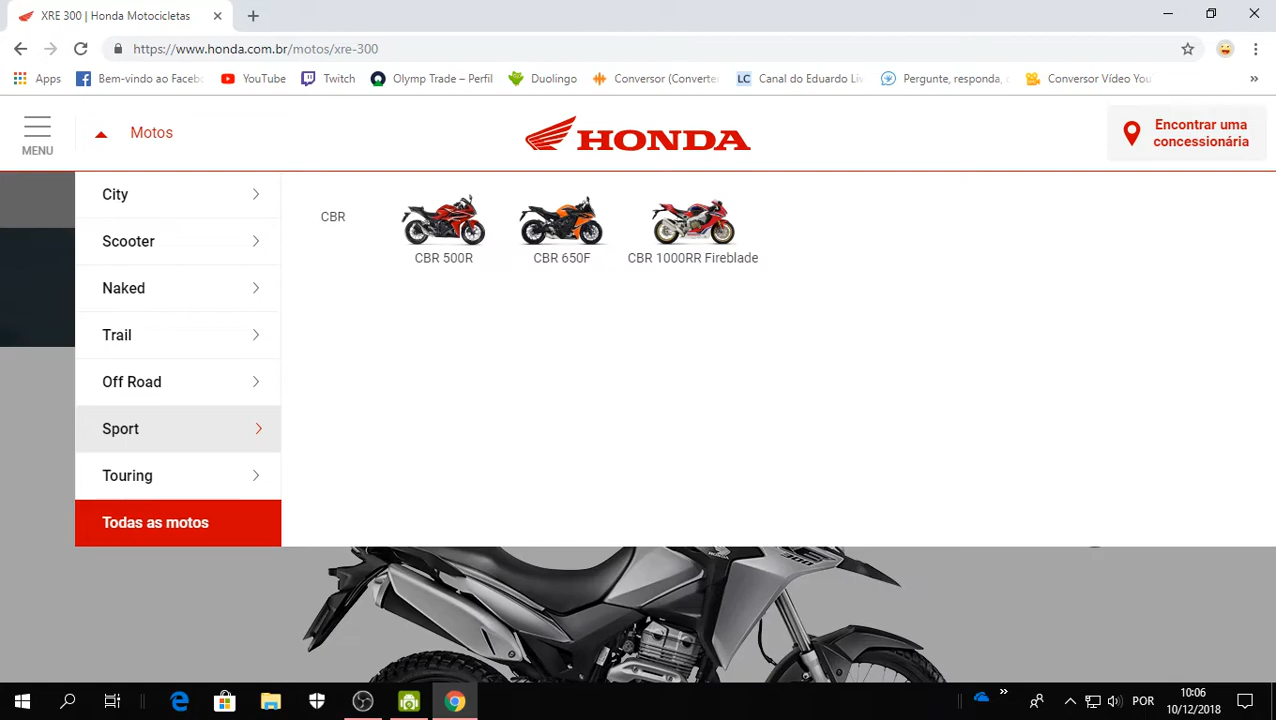 XRE 300 | Honda Motocicletas
https://www.honda.com.br/motos/xre-300
Apps
Bem-vindo ao Facebo
YouTube
Twitch
Olymp Trade – Perfil
Duolingo
Conversor (Converte
LC
Canal do Eduardo Liv
Pergunte, responda,
Conversor Vídeo You
»
MENU
Motos
HONDA
Encontrar uma
concessionária
City
Scooter
Naked
Trail
Off Road
Sport
Touring
Todas as motos
CBR
CBR 500R
CBR 650F
CBR 1000RR Fireblade
HONDA
300
POR
10:06
10/12/2018